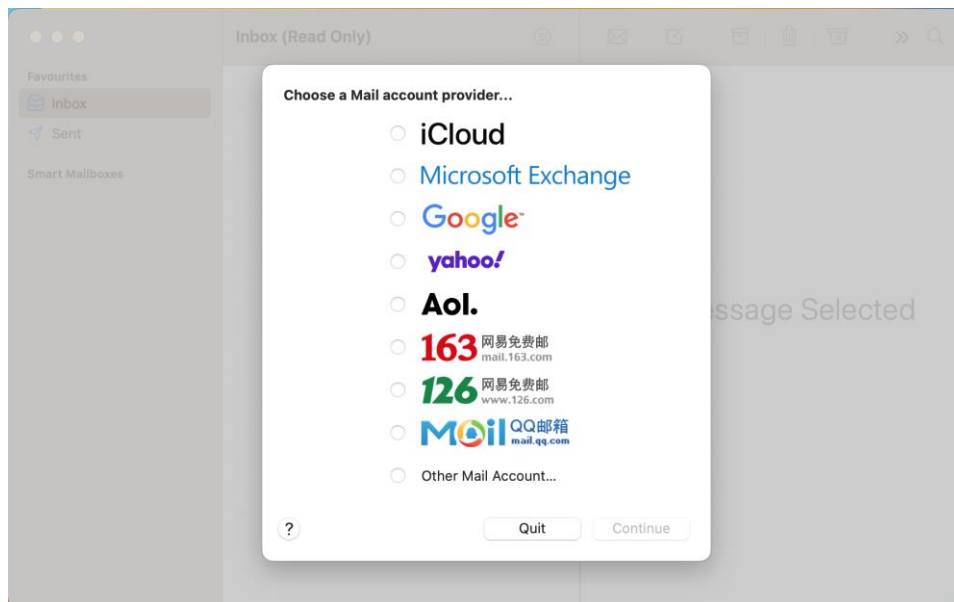 Inbox (Read Only)
Favourites
Inbox
Sent
Smart Mailboxes
Choose a Mail account provider...
iCloud
Microsoft Exchange
Google
yahoo!
Aol.
163 网易免费邮
mail.163.com
126 网易免费邮
www.126.com
Mail QQ邮箱
mail.qq.com
Other Mail Account...
?
Quit
Continue
Selected